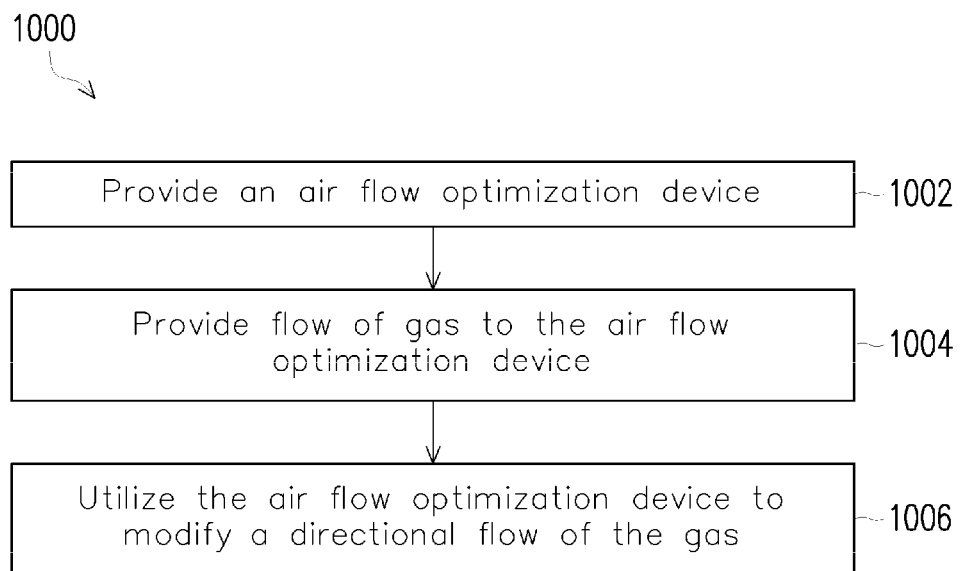 1000
Provide an air flow optimization device
1002
Provide flow of gas to the air flow
optimization device
1004
Utilize the air flow optimization device to
modify a directional flow of the gas
1006